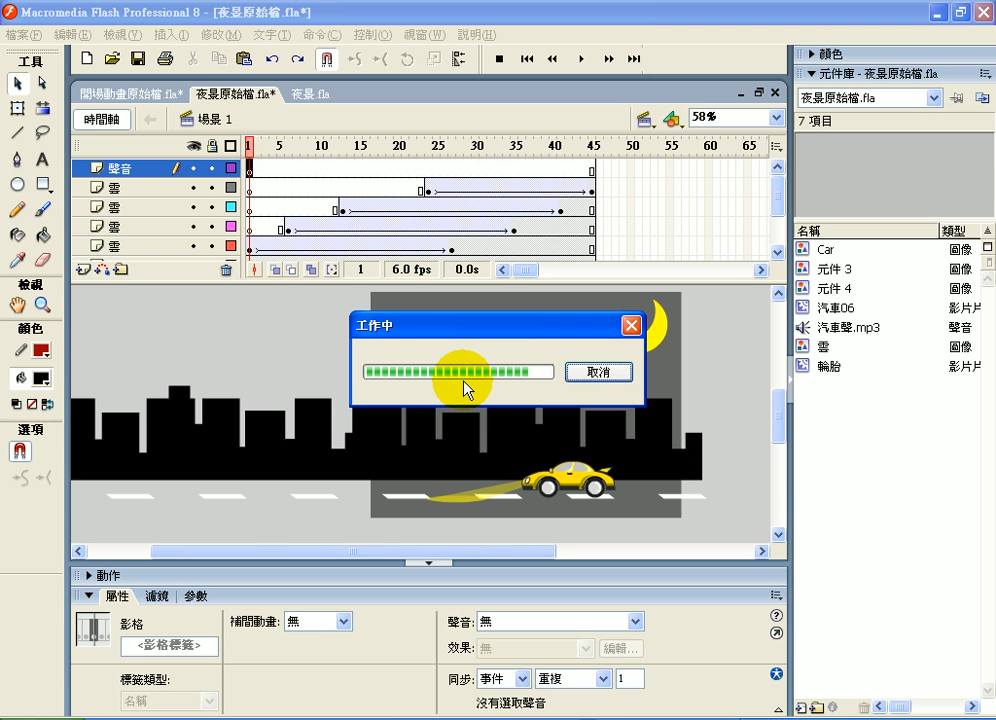 Macromedia Flash Professional 8 - [夜景原始檔.fla*]
檔案(F) 編輯(E) 檢視(V) 插入(I) 修改(M) 文字(T) 命令(C) 控制(O) 視窗(W) 說明(H)
工具
檢視
顏色
選項
開場動畫原始檔.fla* 夜景原始檔.fla* 夜景.fla
時間軸 場景 1 58%
1 5 10 15 20 25 30 35 40 45 50 55 60 65
聲音
雲
雲
雲
雲
1 6.0 fps 0.0s
工作中
取消
動作
屬性 濾鏡 參數
影格
<影格標籤>
標籤類型:
名稱
補間動畫: 無
聲音: 無
效果: 無 編輯...
同步: 事件 重複 1
沒有選取聲音
顏色
元件庫 - 夜景原始檔.fla
夜景原始檔.fla
7 項目
名稱 類型
Car 圖像
元件 3 圖像
元件 4 圖像
汽車06 影片片
汽車聲.mp3 聲音
雲 圖像
輪胎 影片片